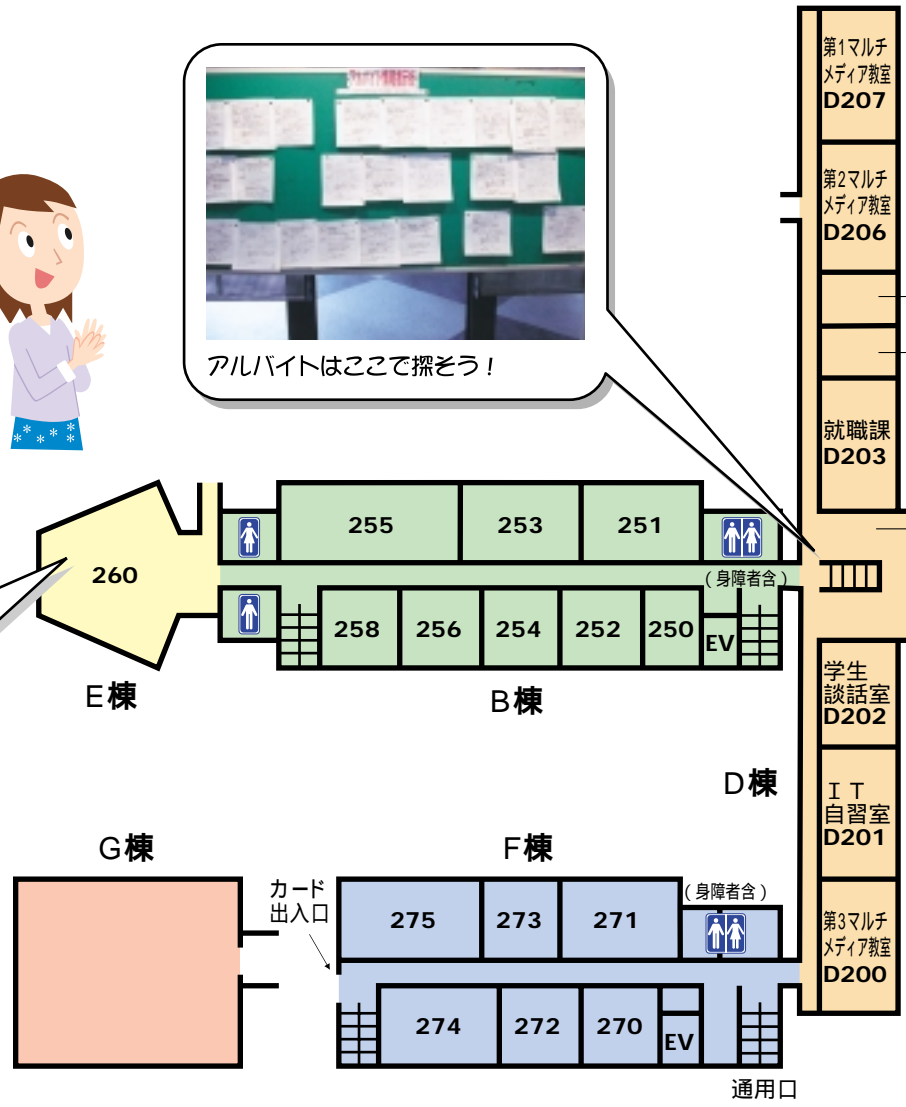 第1マルチ
メディア教室
D207
第2マルチ
メディア教室
D206
アルバイトはここで探そう！
就職課
D203
255
253
251
260
(身障者含)
258
256
254
252
250
EV
E棟
B棟
学生
談話室
D202
D棟
IT
自習室
D201
G棟
F棟
カード
出入口
(身障者含)
275
273
271
第3マルチ
メディア教室
D200
274
272
270
EV
通用口